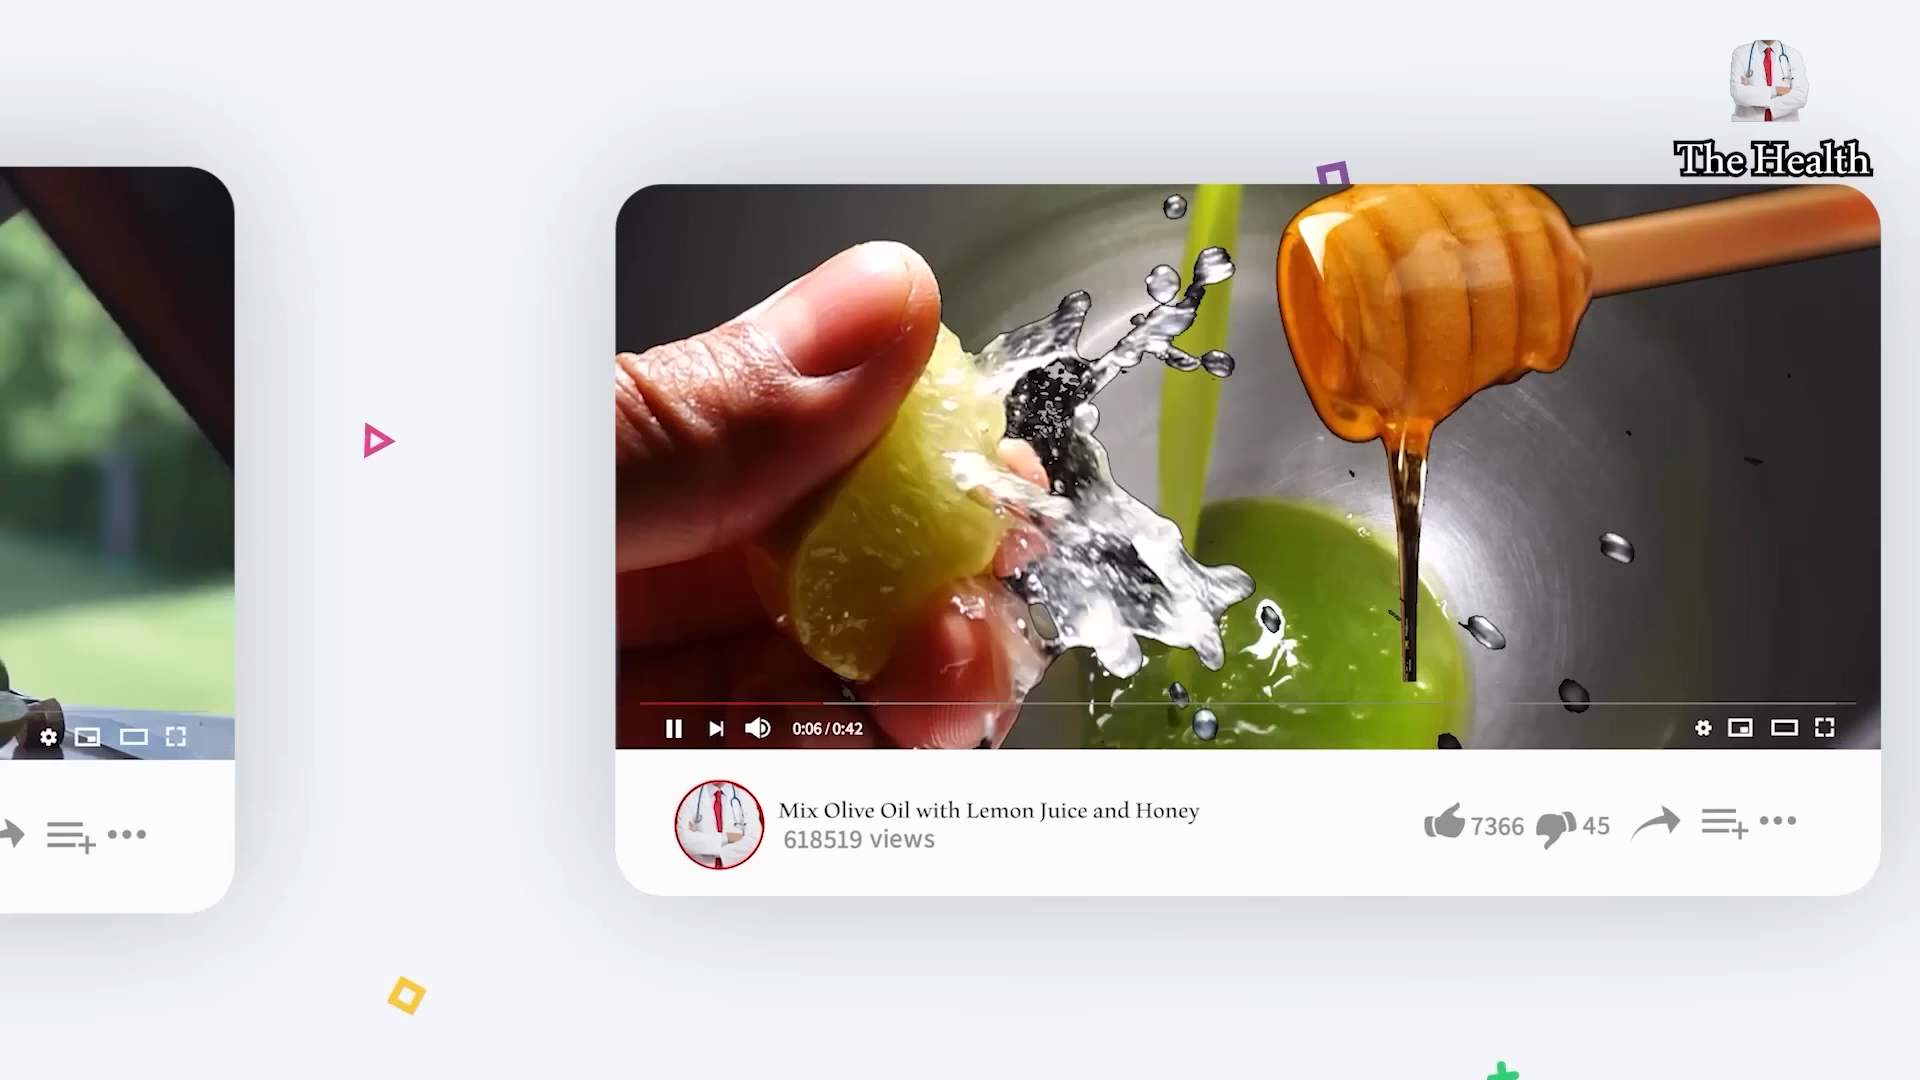 The Health
0:06 / 0:42
Mix Olive Oil with Lemon Juice and Honey
618519 views
7366
45